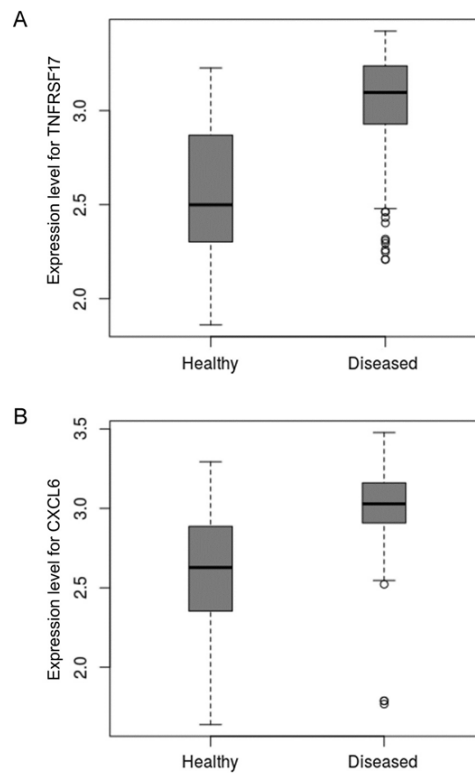 A
Expression level for TNFRSF17
3.0
2.5
2.0
Healthy Diseased
B
Expression level for CXCL6
3.5
3.0
2.5
2.0
Healthy Diseased